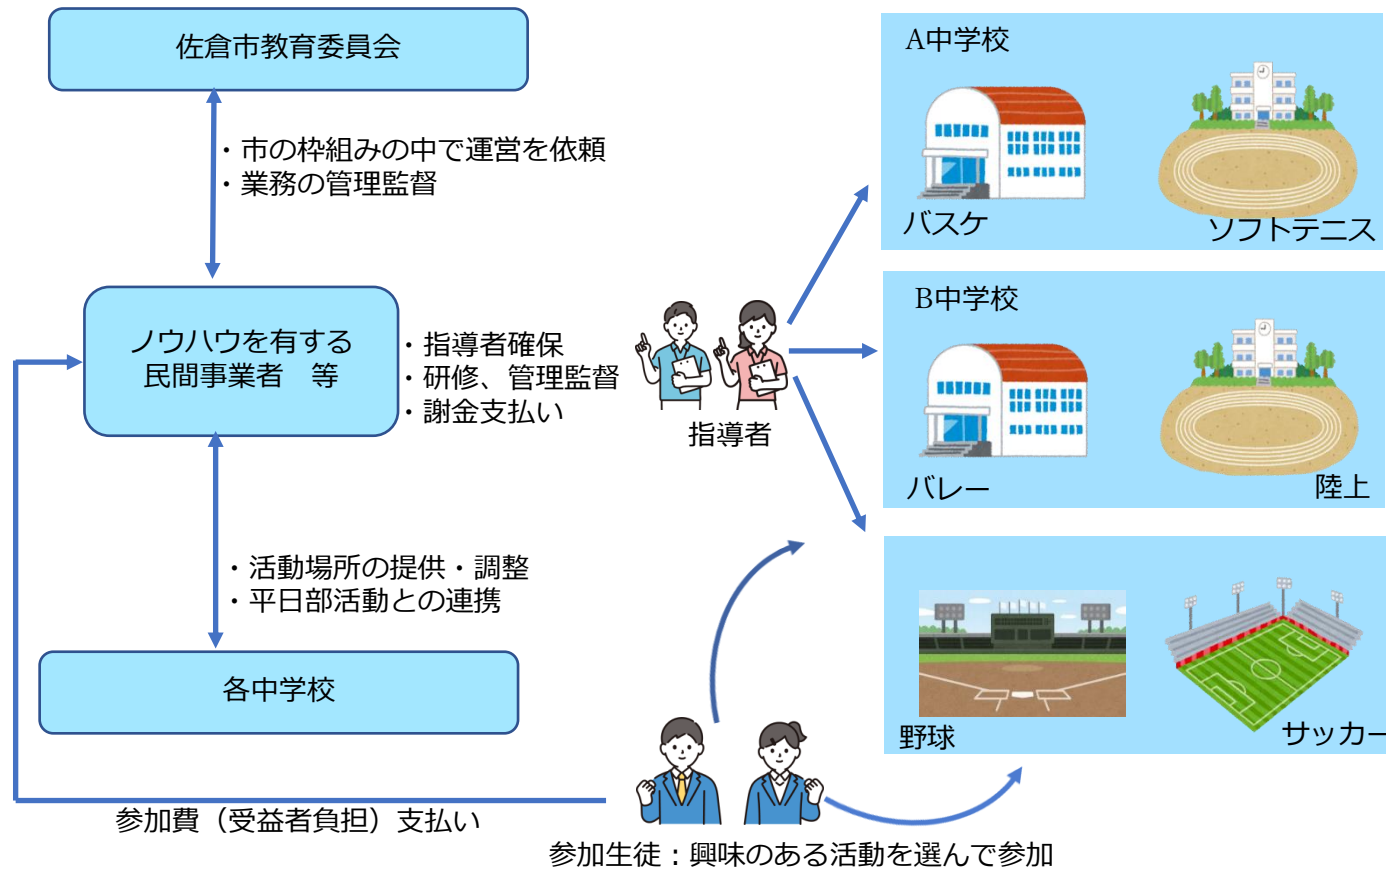 佐倉市教育委員会
・市の枠組みの中で運営を依頼
・業務の管理監督
ノウハウを有する
民間事業者　等
・指導者確保
・研修、管理監督
・謝金支払い
・活動場所の提供・調整
・平日部活動との連携
各中学校
参加費（受益者負担）支払い
指導者
参加生徒：興味のある活動を選んで参加
A中学校
バスケ
ソフトテニス
B中学校
バレー
陸上
野球
サッカー